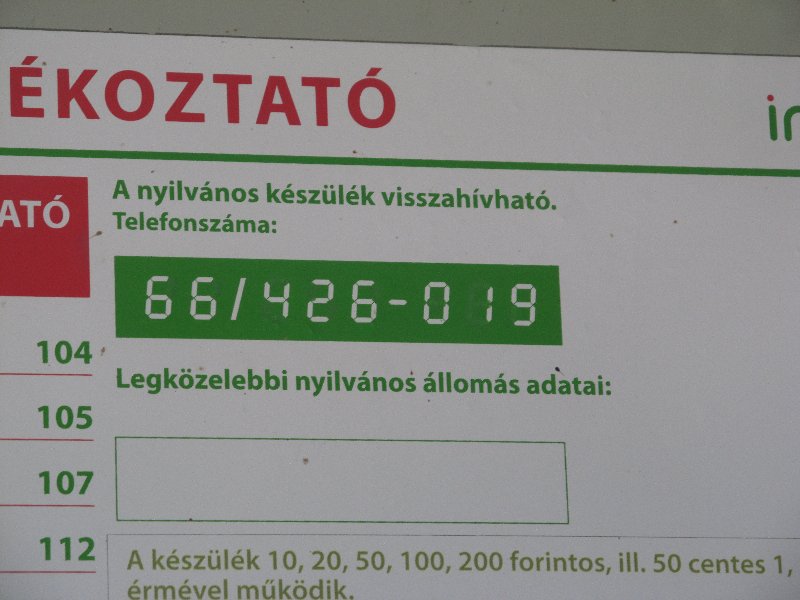 ÉKOZTATÓ
ATÓ
A nyilvános készülék visszahívható.
Telefonszáma:
66/426-019
104
105
107
112
Legközelebbi nyilvános állomás adatai:
A készülék 10, 20, 50, 100, 200 forintos, ill. 50 centes 1,
érmével működik.